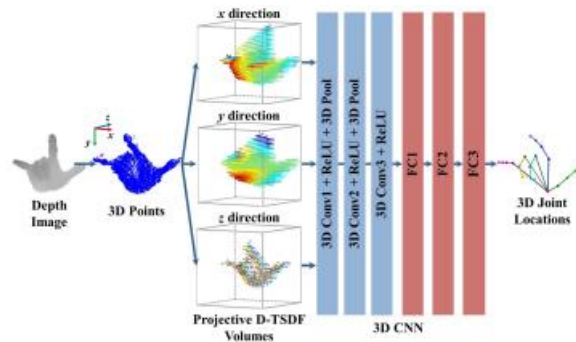 x direction
z
x
y
Depth
Image
3D Points
y direction
z direction
Projective D-TSDF
Volumes
3D Conv1 + ReLU + 3D Pool
3D Conv2 + ReLU + 3D Pool
3D Conv3 + ReLU
FC1
FC2
FC3
3D CNN
3D Joint
Locations